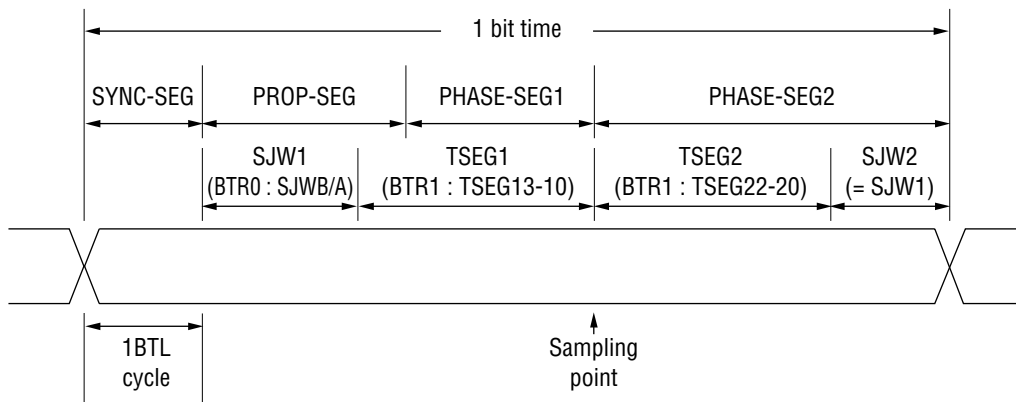 1 bit time
SYNC-SEG PROP-SEG PHASE-SEG1 PHASE-SEG2
SJW1 TSEG1 TSEG2 SJW2
(BTR0 : SJWB/A) (BTR1 : TSEG13-10) (BTR1 : TSEG22-20) (= SJW1)
1BTL Sampling
cycle point